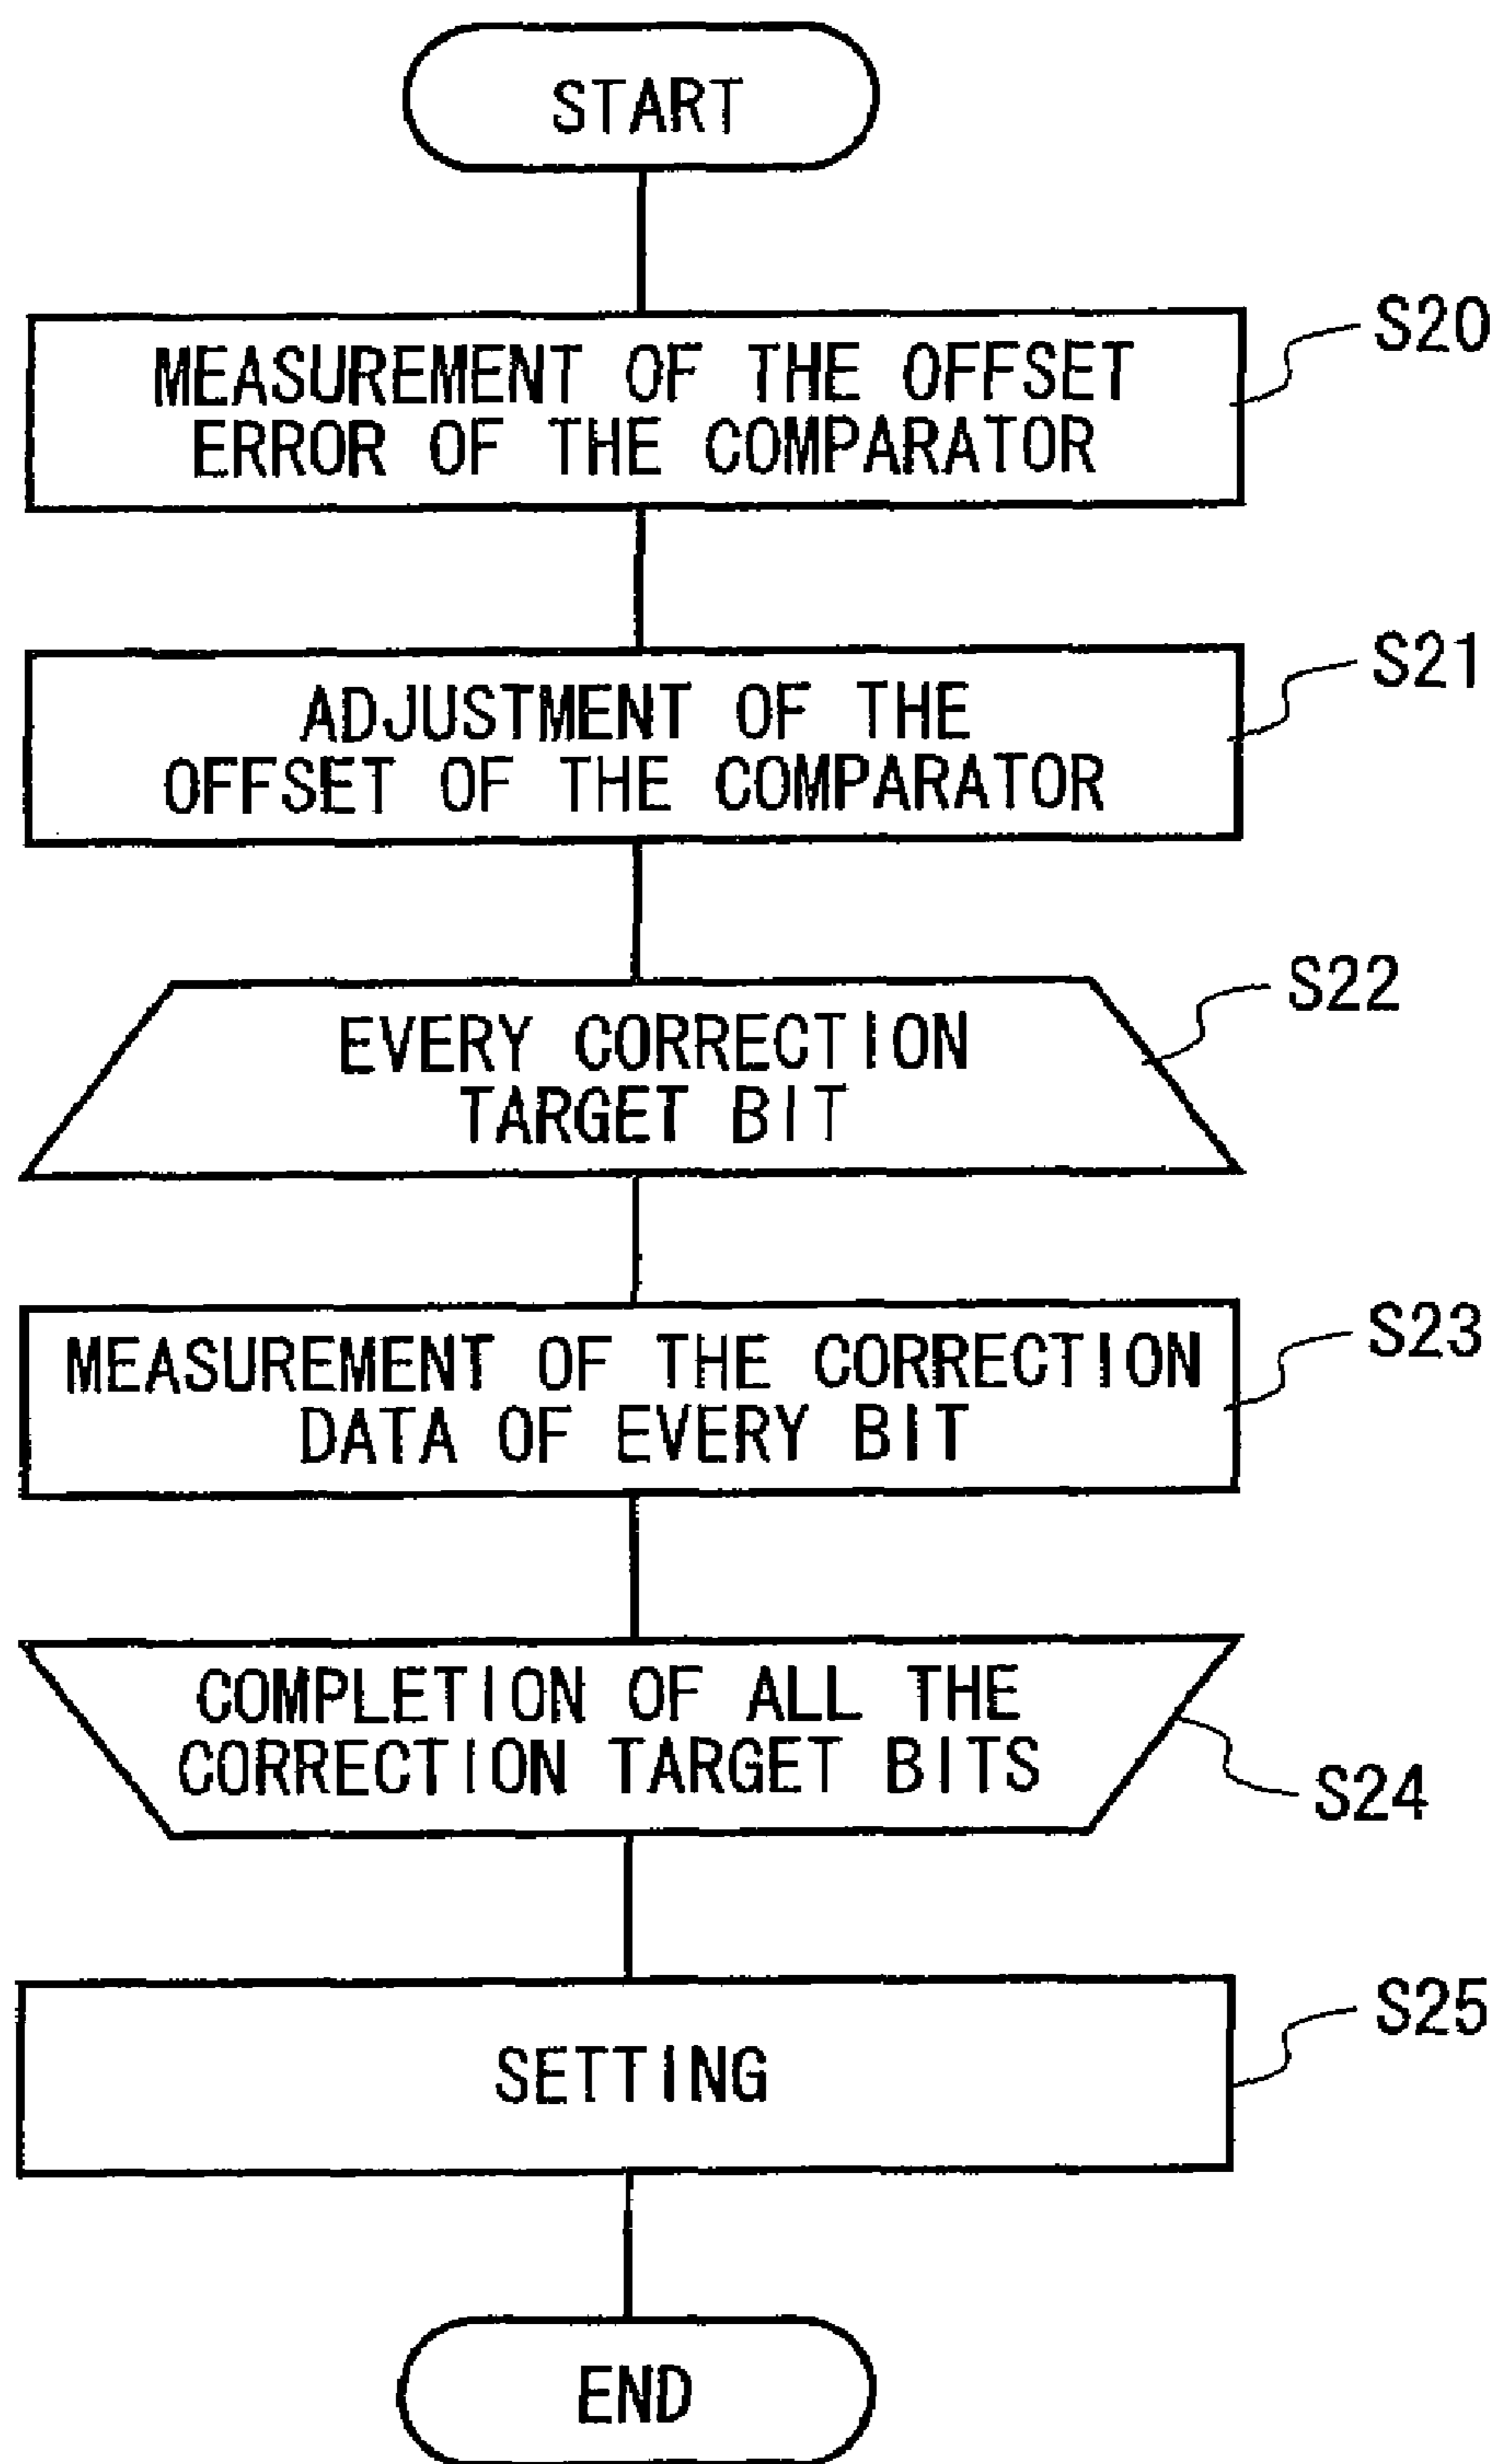 START
S20
MEASUREMENT OF THE OFFSET
ERROR OF THE COMPARATOR
S21
ADJUSTMENT OF THE
OFFSET OF THE COMPARATOR
S22
EVERY CORRECTION
TARGET BIT
S23
MEASUREMENT OF THE CORRECTION
DATA OF EVERY BIT
COMPLETION OF ALL THE
CORRECTION TARGET BITS
S24
S25
SETTING
END